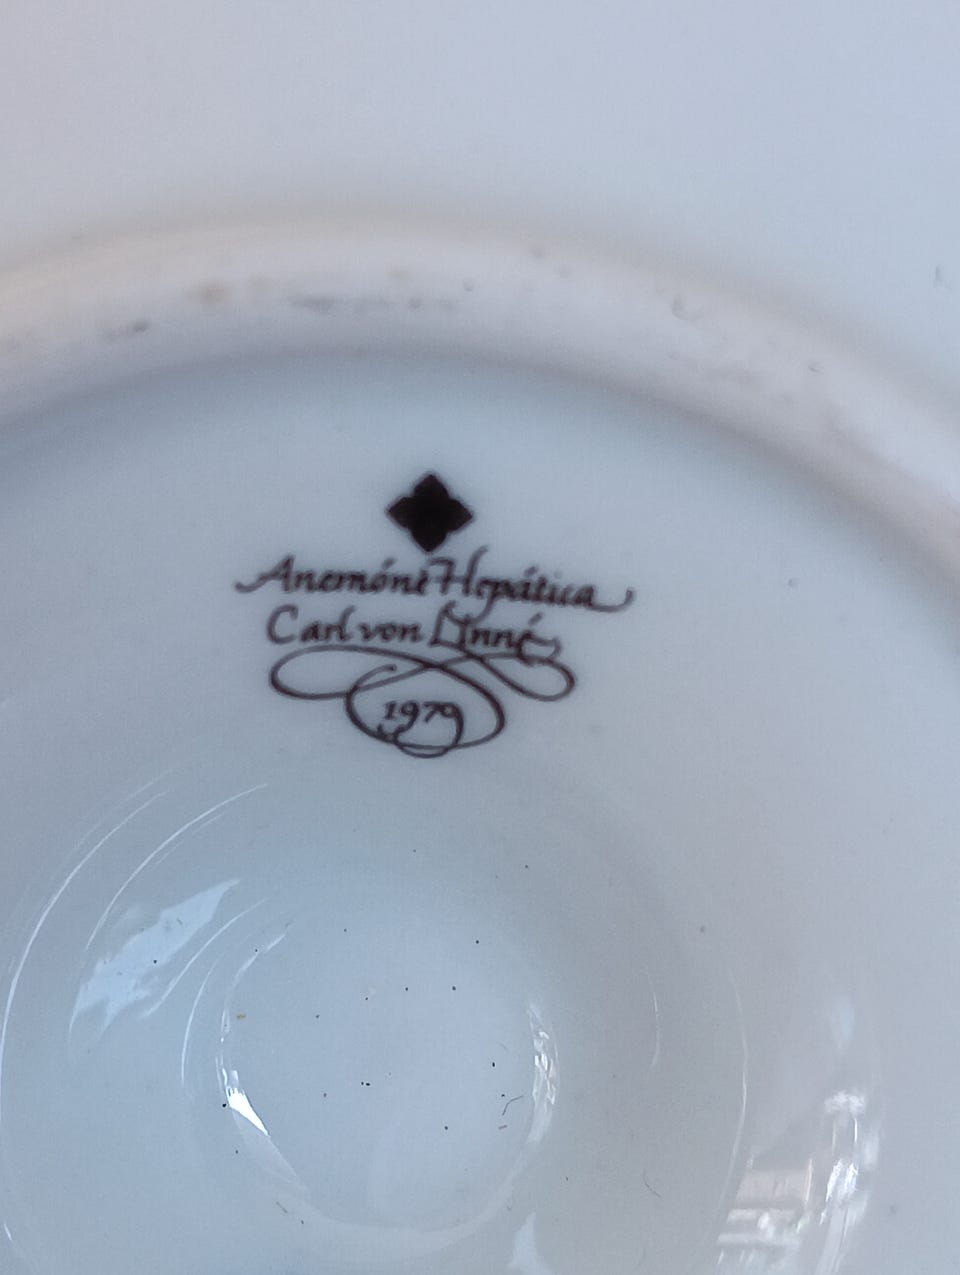 Anemóne Hepática
Carl von Linné
1979